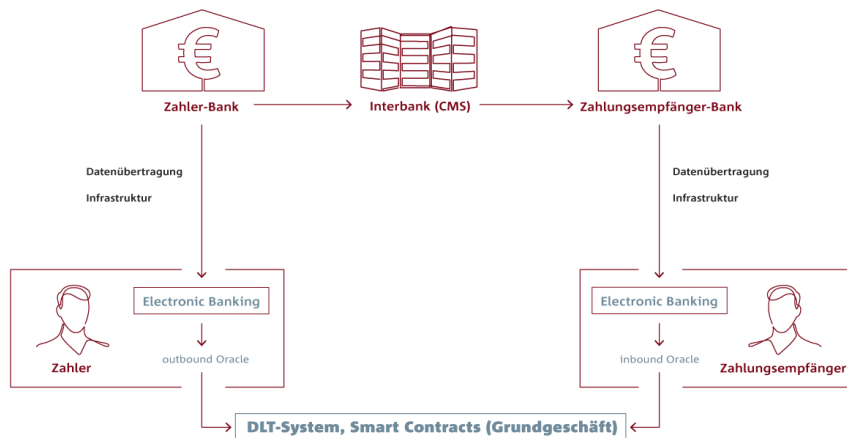 €
€
Zahler-Bank
Interbank (CMS)
Zahlungsempfänger-Bank
Datenübertragung
Infrastruktur
Datenübertragung
Infrastruktur
Electronic Banking
outbound Oracle
Zahler
Electronic Banking
inbound Oracle
Zahlungsempfänger
DLT-System, Smart Contracts (Grundgeschäft)